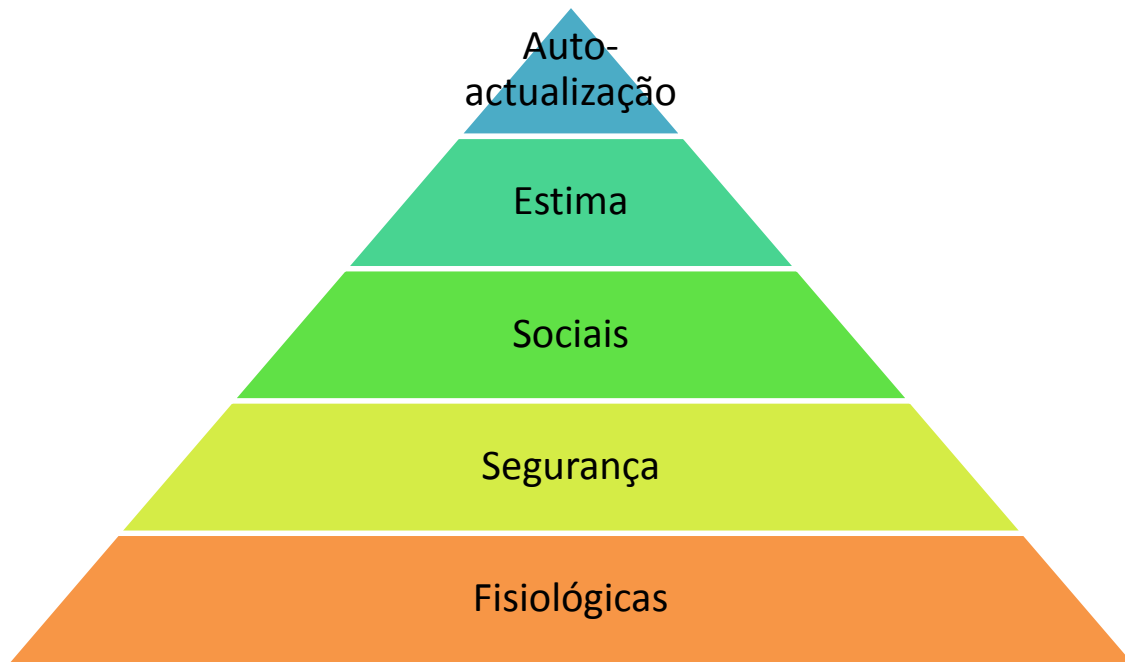 Auto-
actualização
Estima
Sociais
Segurança
Fisiológicas